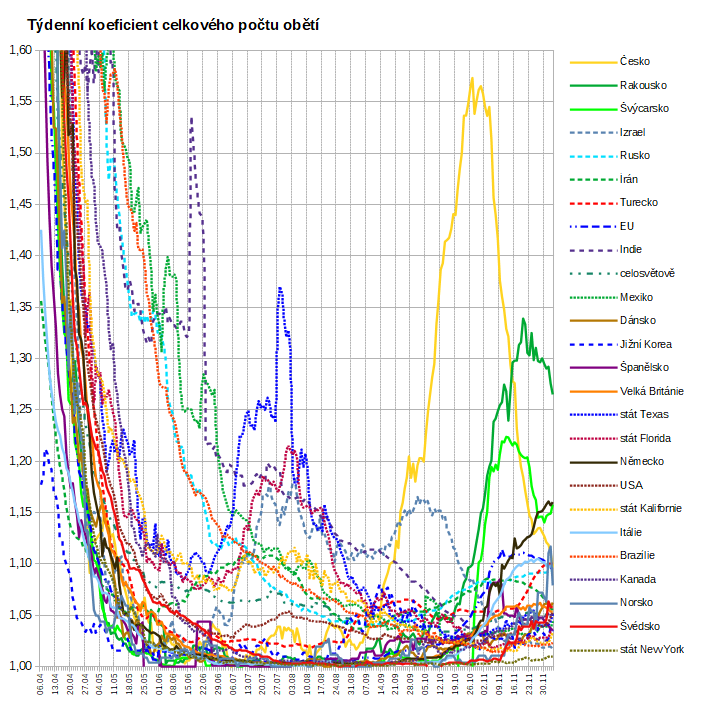 Týdenní koeficient celkového počtu obětí
1,60
1,55
1,50
1,45
1,40
1,35
1,30
1,25
1,20
1,15
1,10
1,05
1,00
06.04
13.04
20.04
27.04
04.05
11.05
18.05
25.05
01.06
08.06
15.06
22.06
29.06
06.07
13.07
20.07
27.07
03.08
10.08
17.08
24.08
31.08
07.09
14.09
21.09
28.09
05.10
12.10
19.10
26.10
02.11
09.11
16.11
23.11
30.11
Česko
Rakousko
Švýcarsko
Izrael
Rusko
Írán
Turecko
EU
Indie
celosvětově
Mexiko
Dánsko
Jižní Korea
Španělsko
Velká Británie
stát Texas
stát Florida
Německo
USA
stát Kalifornie
Itálie
Brazílie
Kanada
Norsko
Švédsko
stát NewYork